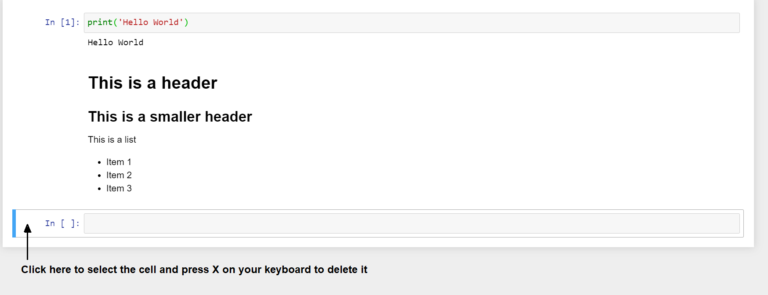 In [1]: print('Hello World')
Hello World
This is a header
This is a smaller header
This is a list
• Item 1
• Item 2
• Item 3
In [ ]:
Click here to select the cell and press X on your keyboard to delete it